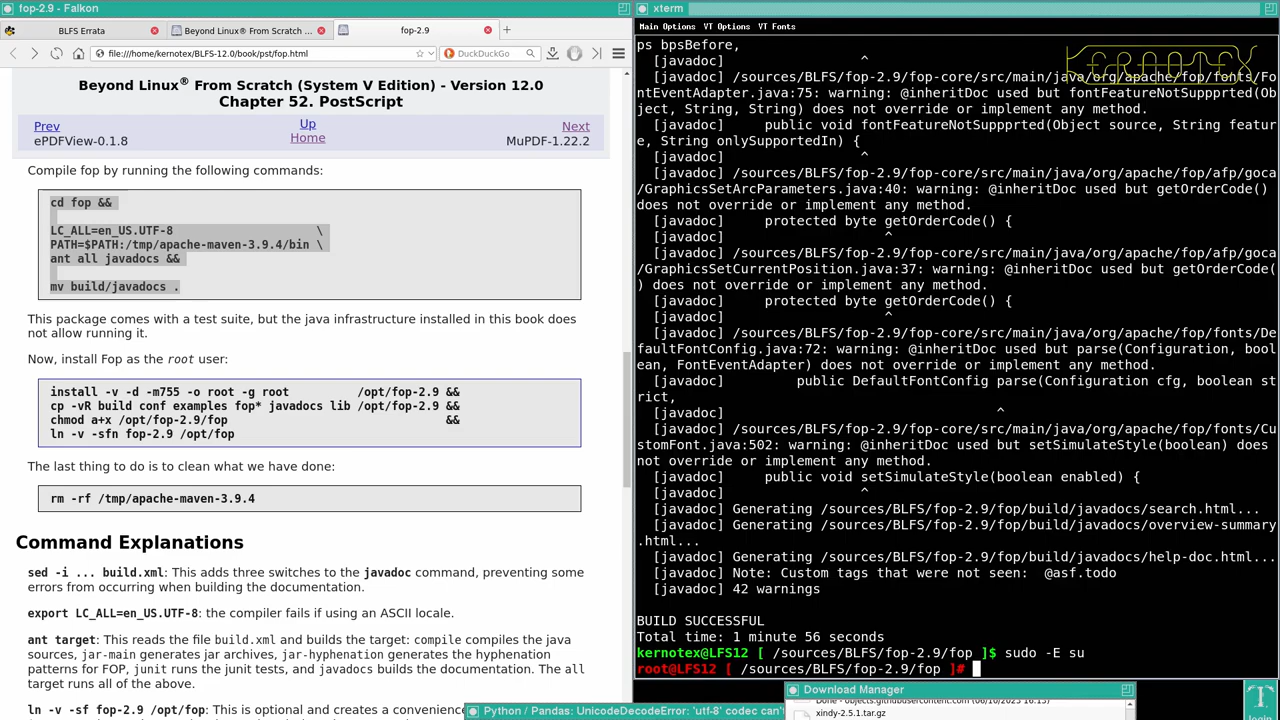 fop-2.9 - Falkon
BLFS Errata
Beyond Linux® From Scratch ...
fop-2.9
file:///home/kernotex/BLFS-12.0/book/pst/fop.html
DuckDuckGo
Beyond Linux® From Scratch (System V Edition) - Version 12.0
Chapter 52. PostScript
Prev
Up
Next
ePDFView-0.1.8
Home
MuPDF-1.22.2
Compile fop by running the following commands:
cd fop &&
LC_ALL=en_US.UTF-8 \
PATH=$PATH:/tmp/apache-maven-3.9.4/bin \
ant all javadocs &&
mv build/javadocs .
This package comes with a test suite, but the java infrastructure installed in this book does
not allow running it.
Now, install Fop as the root user:
install -v -d -m755 -o root -g root /opt/fop-2.9 &&
cp -vR build conf examples fop* javadocs lib /opt/fop-2.9 &&
chmod a+x /opt/fop-2.9/fop &&
ln -v -sfn fop-2.9 /opt/fop
The last thing to do is to clean what we have done:
rm -rf /tmp/apache-maven-3.9.4
Command Explanations
sed -i ... build.xml: This adds three switches to the javadoc command, preventing some
errors from occurring when building the documentation.
export LC_ALL=en_US.UTF-8: the compiler fails if using an ASCII locale.
ant target: This reads the file build.xml and builds the target: compile compiles the java
sources, jar-main generates jar archives, jar-hyphenation generates the hyphenation
patterns for FOP, junit runs the junit tests, and javadocs builds the documentation. The all
target runs all of the above.
ln -v -sf fop-2.9 /opt/fop: This is optional and creates a convenience
xterm
Main Options VT Options VT Fonts
KERNOTEX
ps bpsBefore,
[javadoc] ^
[javadoc] /sources/BLFS/fop-2.9/fop-core/src/main/java/org/apache/fop/fonts/Fo
ntEventAdapter.java:75: warning: @inheritDoc used but fontFeatureNotSuppprted(Ob
ject, String, String) does not override or implement any method.
[javadoc] public void fontFeatureNotSuppprted(Object source, String featur
e, String onlySupportedIn) {
[javadoc] ^
[javadoc] /sources/BLFS/fop-2.9/fop-core/src/main/java/org/apache/fop/afp/goca
/GraphicsSetArcParameters.java:40: warning: @inheritDoc used but getOrderCode()
does not override or implement any method.
[javadoc] protected byte getOrderCode() {
[javadoc] ^
[javadoc] /sources/BLFS/fop-2.9/fop-core/src/main/java/org/apache/fop/afp/goca
/GraphicsSetCurrentPosition.java:37: warning: @inheritDoc used but getOrderCode(
) does not override or implement any method.
[javadoc] protected byte getOrderCode() {
[javadoc] ^
[javadoc] /sources/BLFS/fop-2.9/fop-core/src/main/java/org/apache/fop/fonts/De
faultFontConfig.java:72: warning: @inheritDoc used but parse(Configuration, bool
ean, FontEventAdapter) does not override or implement any method.
[javadoc] public DefaultFontConfig parse(Configuration cfg, boolean st
rict,
[javadoc] ^
[javadoc] /sources/BLFS/fop-2.9/fop-core/src/main/java/org/apache/fop/fonts/Cu
stomFont.java:502: warning: @inheritDoc used but setSimulateStyle(boolean) does
not override or implement any method.
[javadoc] public void setSimulateStyle(boolean enabled) {
[javadoc] ^
[javadoc] Generating /sources/BLFS/fop-2.9/fop/build/javadocs/search.html...
[javadoc] Generating /sources/BLFS/fop-2.9/fop/build/javadocs/overview-summary
.html...
[javadoc] Generating /sources/BLFS/fop-2.9/fop/build/javadocs/help-doc.html...
[javadoc] Note: Custom tags that were not seen: @asf.todo
[javadoc] 42 warnings
BUILD SUCCESSFUL
Total time: 1 minute 56 seconds
kernotex@LFS12 [ /sources/BLFS/fop-2.9/fop ]$ sudo -E su
root@LFS12 [ /sources/BLFS/fop-2.9/fop ]#
Download Manager
xindy-2.5.1.tar.gz
Python / Pandas: UnicodeDecodeError: 'utf-8' codec can't